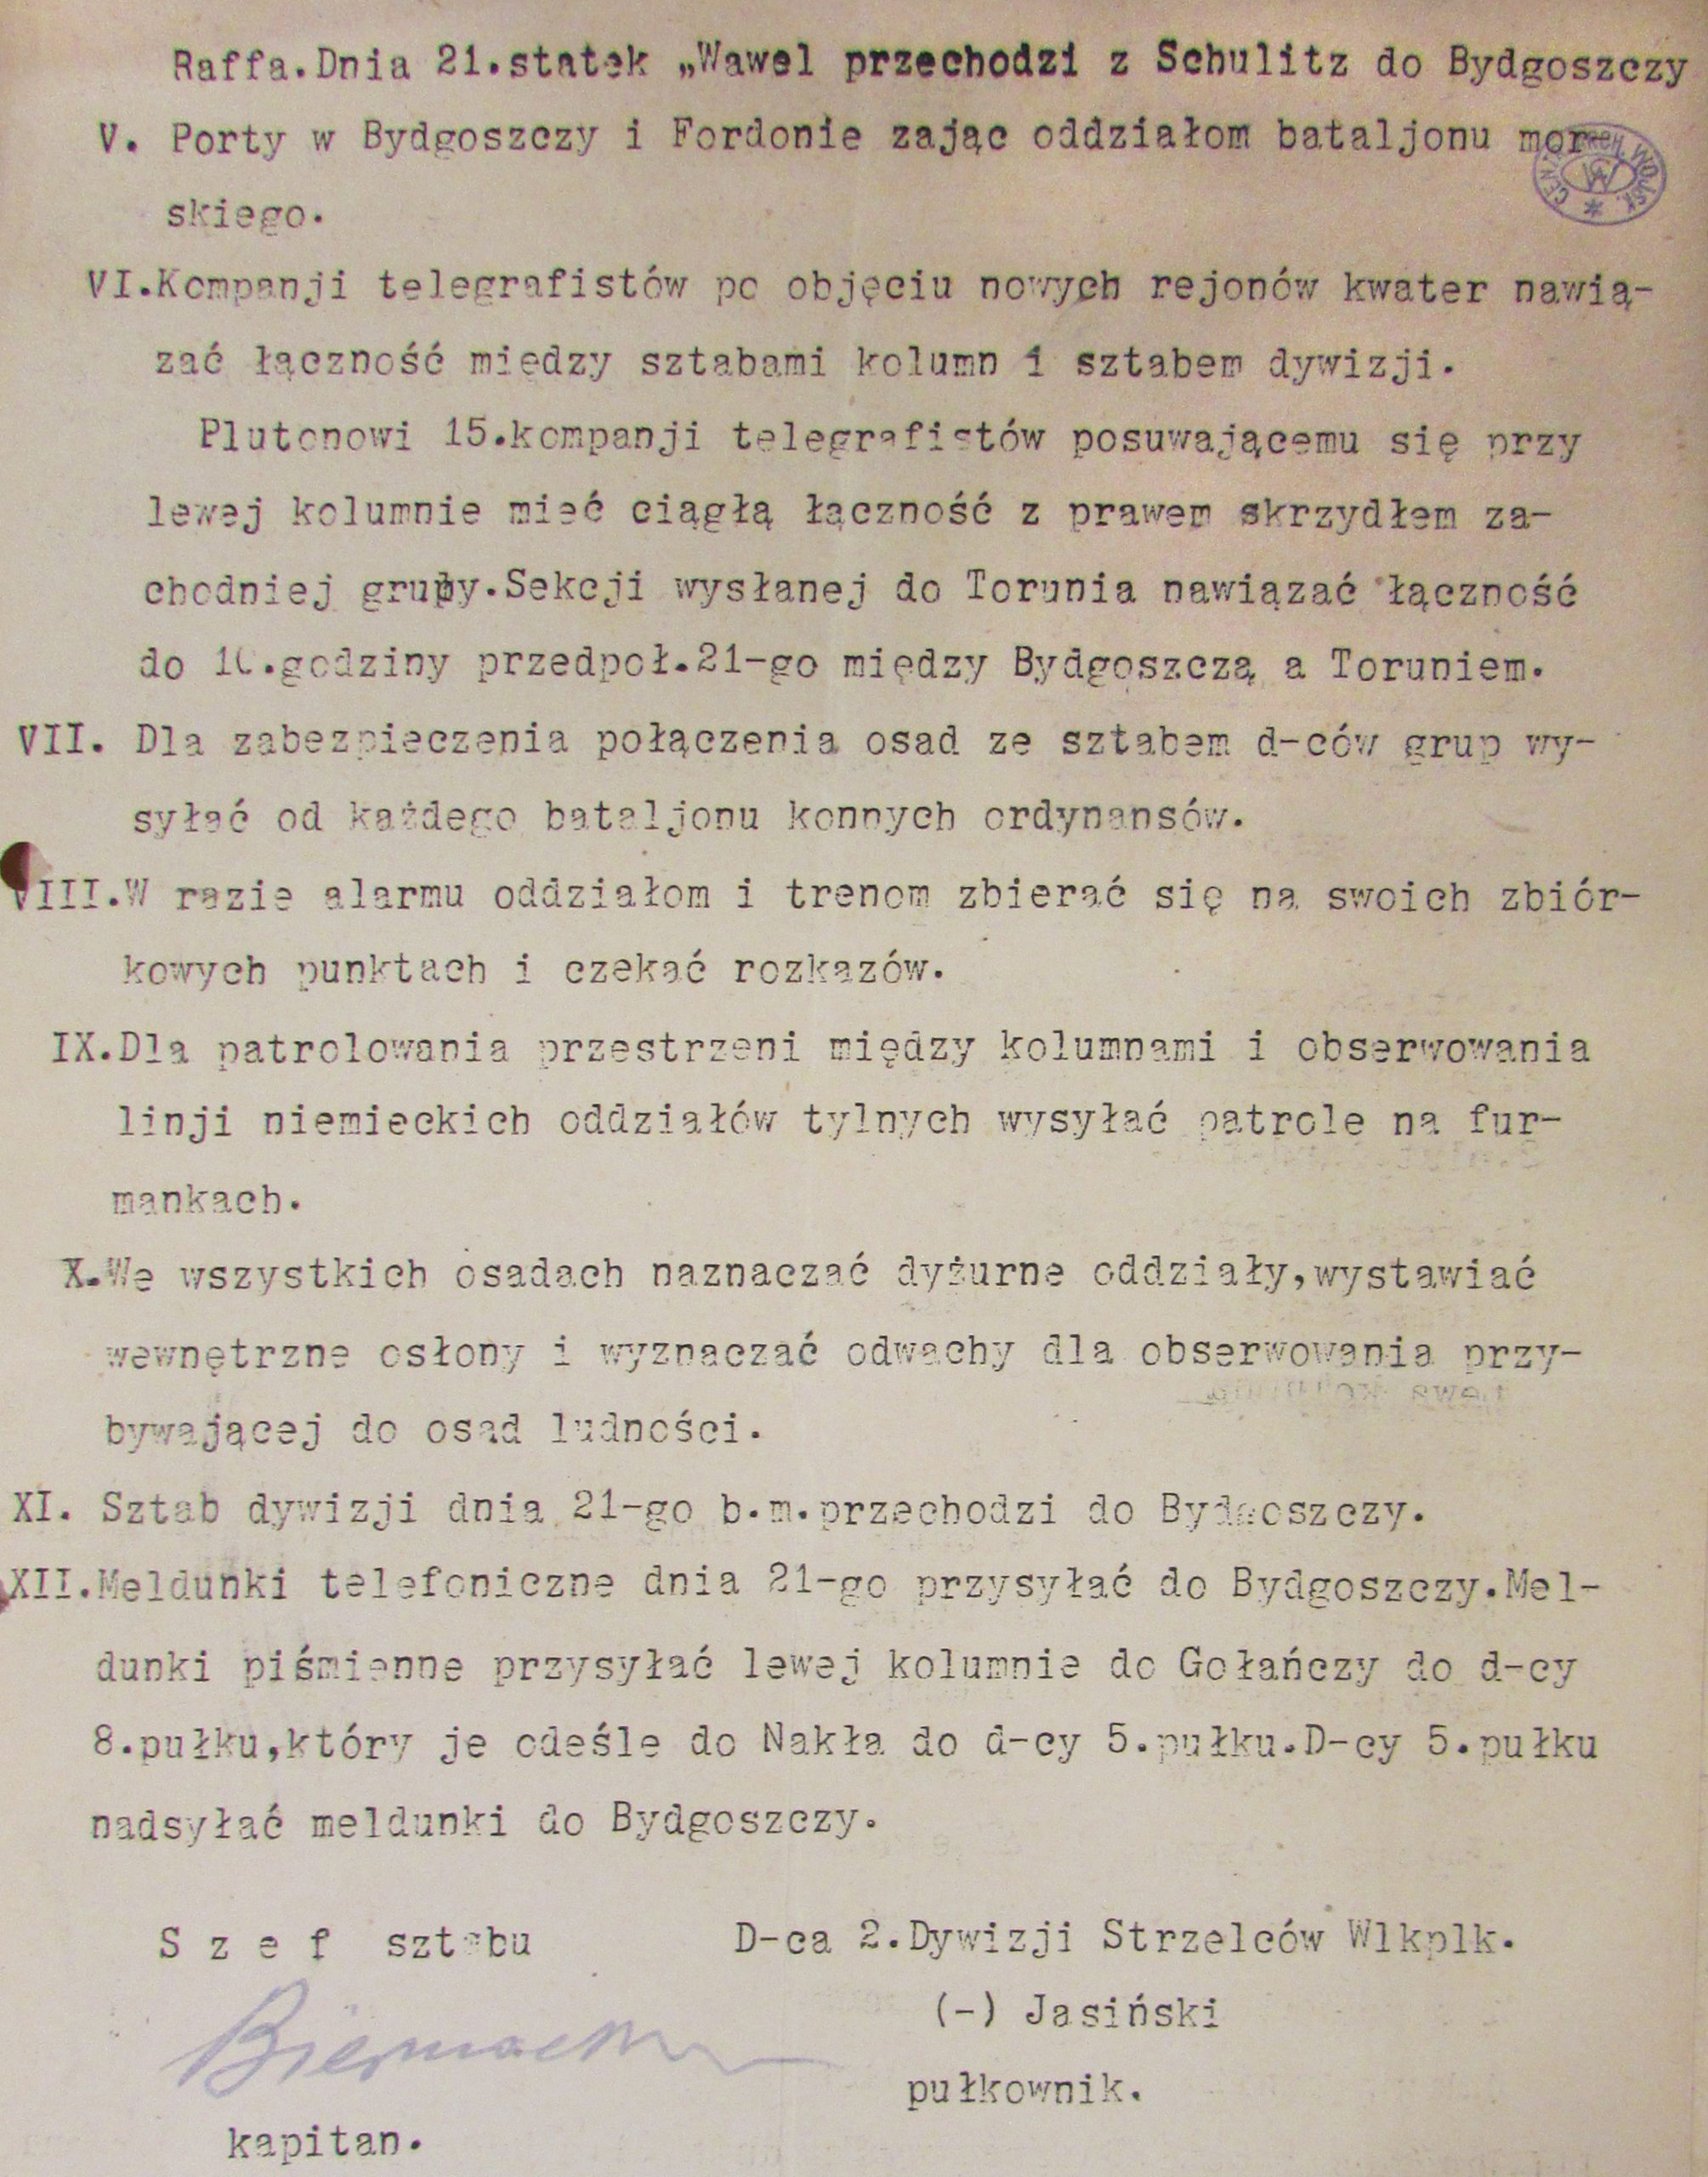 Raffa.Dnia 21.statek „Wawel przechodzi z Schulitz do Bydgoszczy
V. Porty w Bydgoszczy i Fordonie zająć oddziałom bataljonu mor-
skiego.
VI.Kompanji telegrafistów po objęciu nowych rejonów kwater nawią-
zać łączność między sztabami kolumn i sztabem dywizji.
Plutonowi 15.kompanji telegrafistów posuwającemu się przy
lewej kolumnie mieć ciągłą łączność z prawem skrzydłem za-
chodniej grupy.Sekcji wysłanej do Torunia nawiązać łączność
do 10.godziny przedpoł.21-go między Bydgoszczą a Toruniem.
VII. Dla zabezpieczenia połączenia osad ze sztabem d-ców grup wy-
syłać od każdego bataljonu konnych ordynansów.
VIII.W razie alarmu oddziałom i trenom zbierać się na swoich zbiór-
kowych punktach i czekać rozkazów.
IX.Dla patrolowania przestrzeni między kolumnami i obserwowania
linji niemieckich oddziałów tylnych wysyłać patrole na fur-
mankach.
X.We wszystkich osadach naznaczać dyżurne oddziały,wystawiać
wewnętrzne osłony i wyznaczać odwachy dla obserwowania przy-
bywającej do osad ludności.
XI. Sztab dywizji dnia 21-go b.m.przechodzi do Bydgoszczy.
XII.Meldunki telefoniczne dnia 21-go przysyłać do Bydgoszczy.Mel-
dunki piśmienne przysyłać lewej kolumnie do Gołańczy do d-cy
8.pułku,który je odeśle do Nakła do d-cy 5.pułku.D-cy 5.pułku
nadsyłać meldunki do Bydgoszczy.
S z e f sztabu D-ca 2.Dywizji Strzelców Wlkplk.
(-) Jasiński
Biernacki
pułkownik.
kapitan.